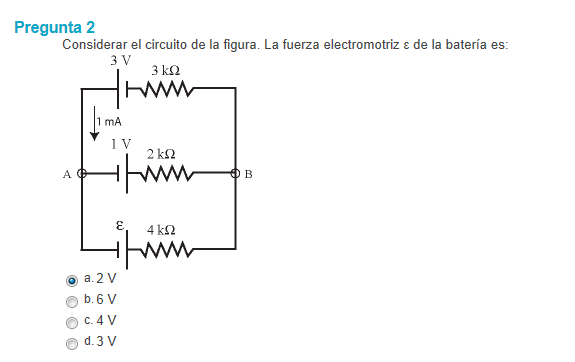 Pregunta 2
Considerar el circuito de la figura. La fuerza electromotriz ε de la batería es:
3 V
3 kΩ
1 mA
1 V
2 kΩ
A
B
ε
4 kΩ
a. 2 V
b. 6 V
c. 4 V
d. 3 V